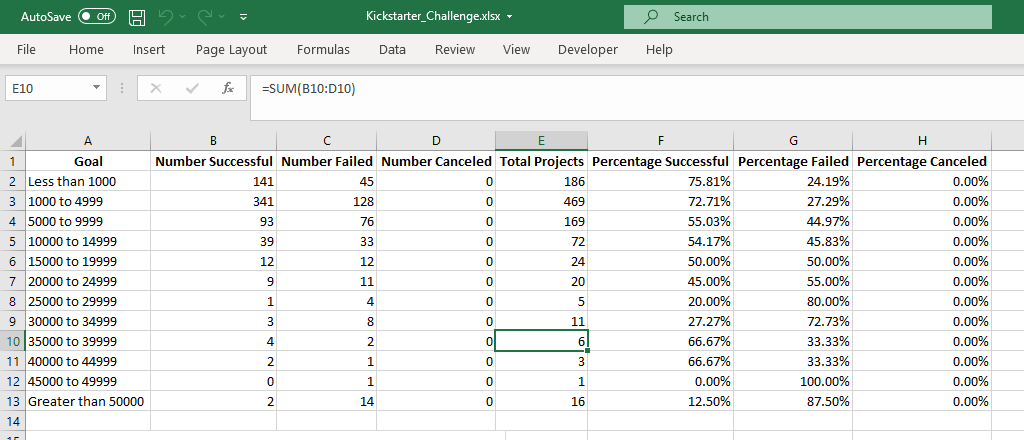 AutoSave Off Kickstarter_Challenge.xlsx Search
File Home Insert Page Layout Formulas Data Review View Developer Help
E10 fx =SUM(B10:D10)
A B C D E F G H
1 Goal Number Successful Number Failed Number Canceled Total Projects Percentage Successful Percentage Failed Percentage Canceled
2 Less than 1000 141 45 0 186 75.81% 24.19% 0.00%
3 1000 to 4999 341 128 0 469 72.71% 27.29% 0.00%
4 5000 to 9999 93 76 0 169 55.03% 44.97% 0.00%
5 10000 to 14999 39 33 0 72 54.17% 45.83% 0.00%
6 15000 to 19999 12 12 0 24 50.00% 50.00% 0.00%
7 20000 to 24999 9 11 0 20 45.00% 55.00% 0.00%
8 25000 to 29999 1 4 0 5 20.00% 80.00% 0.00%
9 30000 to 34999 3 8 0 11 27.27% 72.73% 0.00%
10 35000 to 39999 4 2 0 6 66.67% 33.33% 0.00%
11 40000 to 44999 2 1 0 3 66.67% 33.33% 0.00%
12 45000 to 49999 0 1 0 1 0.00% 100.00% 0.00%
13 Greater than 50000 2 14 0 16 12.50% 87.50% 0.00%
14